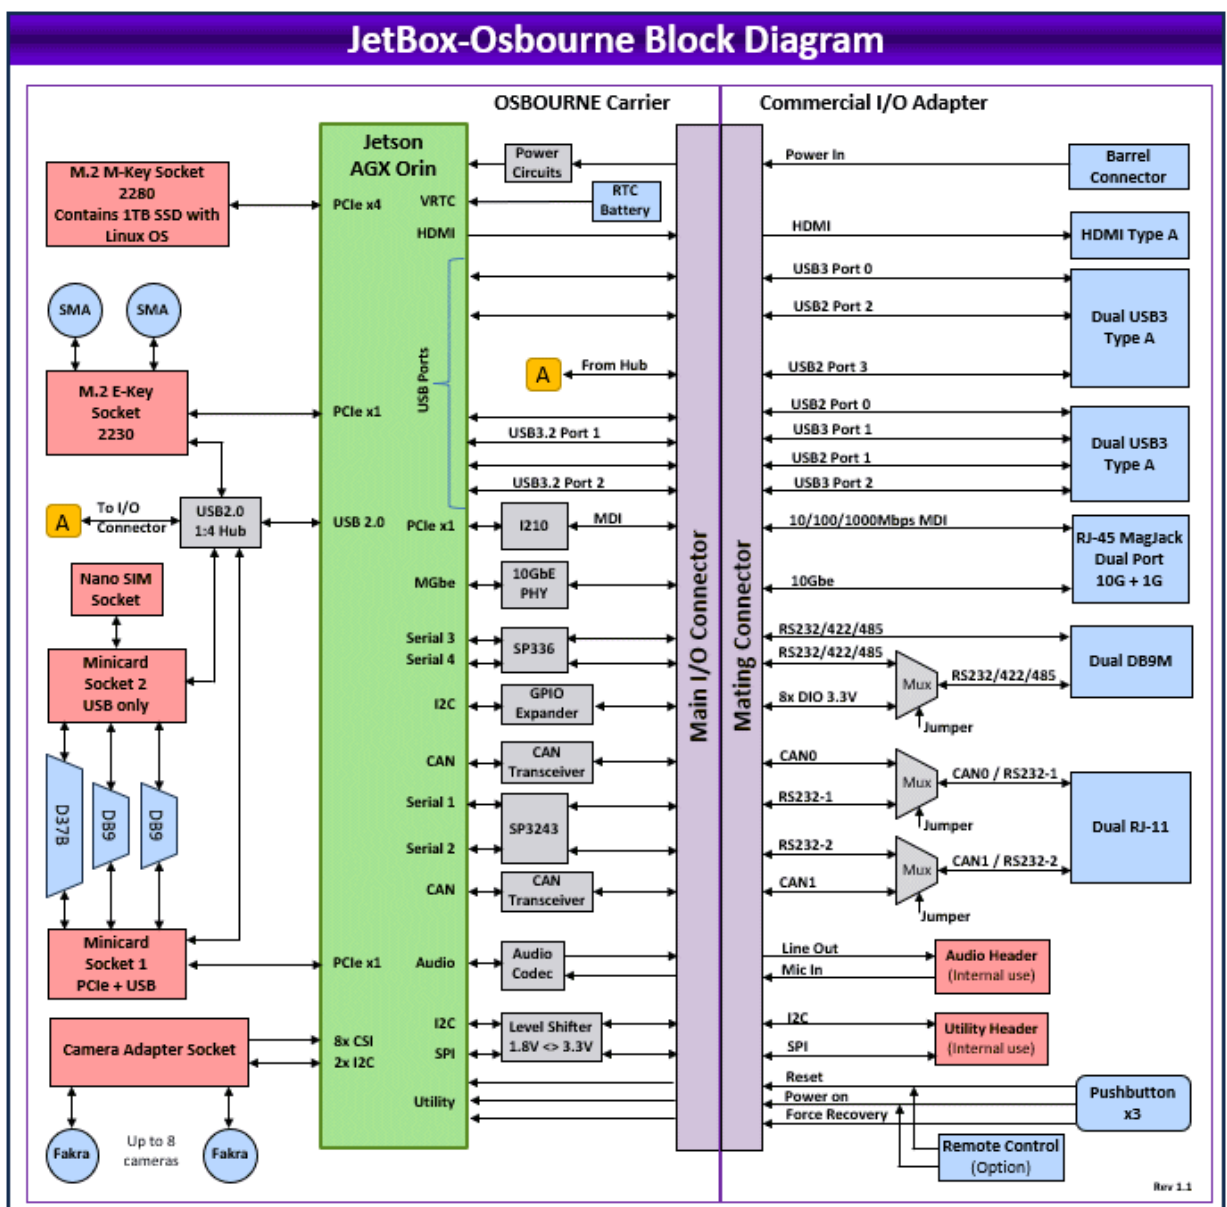 JetBox-Osbourne Block Diagram
OSBOURNE Carrier
Commercial I/O Adapter
M.2 M-Key Socket
2280
Contains 1TB SSD with
Linux OS
SMA
SMA
M.2 E-Key
Socket
2230
A
To I/O
Connector
USB2.0
1:4 Hub
Nano SIM
Socket
Minicard
Socket 2
USB only
D37B
DB9
DB9
Minicard
Socket 1
PCIe + USB
Camera Adapter Socket
Fakra
Up to 8
cameras
Fakra
Jetson
AGX Orin
PCIe x4
VRTC
HDMI
USB Ports
PCIe x1
USB 2.0
PCIe x1
MGbe
Serial 3
Serial 4
I2C
CAN
Serial 1
Serial 2
CAN
PCIe x1
Audio
I2C
8x CSI
SPI
2x I2C
Utility
Power
Circuits
RTC
Battery
A
From Hub
USB3.2 Port 1
USB3.2 Port 2
I210
MDI
10GbE
PHY
SP336
GPIO
Expander
CAN
Transceiver
SP3243
CAN
Transceiver
Audio
Codec
Level Shifter
1.8V <> 3.3V
Main I/O Connector
Mating Connector
Power In
Barrel
Connector
HDMI
HDMI Type A
USB3 Port 0
USB2 Port 2
USB2 Port 3
Dual USB3
Type A
USB2 Port 0
USB3 Port 1
USB2 Port 1
USB3 Port 2
Dual USB3
Type A
10/100/1000Mbps MDI
10Gbe
RJ-45 MagJack
Dual Port
10G + 1G
RS232/422/485
RS232/422/485
8x DIO 3.3V
Mux
Jumper
RS232/422/485
Dual DB9M
CAN0
RS232-1
Mux
Jumper
CAN0 / RS232-1
RS232-2
CAN1
Mux
Jumper
CAN1 / RS232-2
Dual RJ-11
Line Out
Mic In
Audio Header
(Internal use)
I2C
SPI
Utility Header
(Internal use)
Reset
Power on
Force Recovery
Pushbutton
x3
Remote Control
(Option)
Rev 1.1